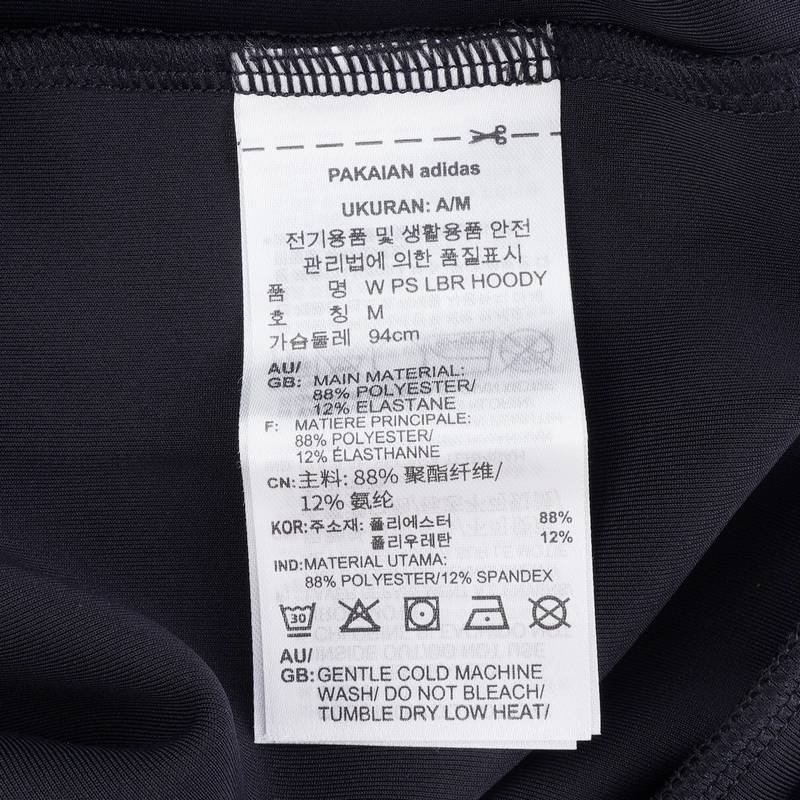 PAKAIAN adidas
UKURAN: A/M
전기용품 및 생활용품 안전
관리법에 의한 품질표시
품 명 W PS LBR HOODY
호 칭 M
가슴둘레 94cm
AU/
GB: MAIN MATERIAL:
88% POLYESTER/
12% ELASTANE
F: MATIERE PRINCIPALE:
88% POLYESTER/
12% ÉLASTHANNE
CN:主料: 88% 聚酯纤维/
12% 氨纶
KOR:주소재: 폴리에스터 88%
폴리우레탄 12%
IND:MATERIAL UTAMA:
88% POLYESTER/12% SPANDEX
30
AU/
GB: GENTLE COLD MACHINE
WASH/ DO NOT BLEACH/
TUMBLE DRY LOW HEAT/